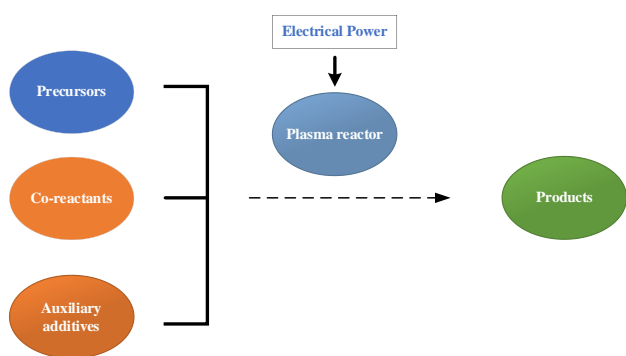 Electrical Power
Precursors
Plasma reactor
Co-reactants
Products
Auxiliary
additives